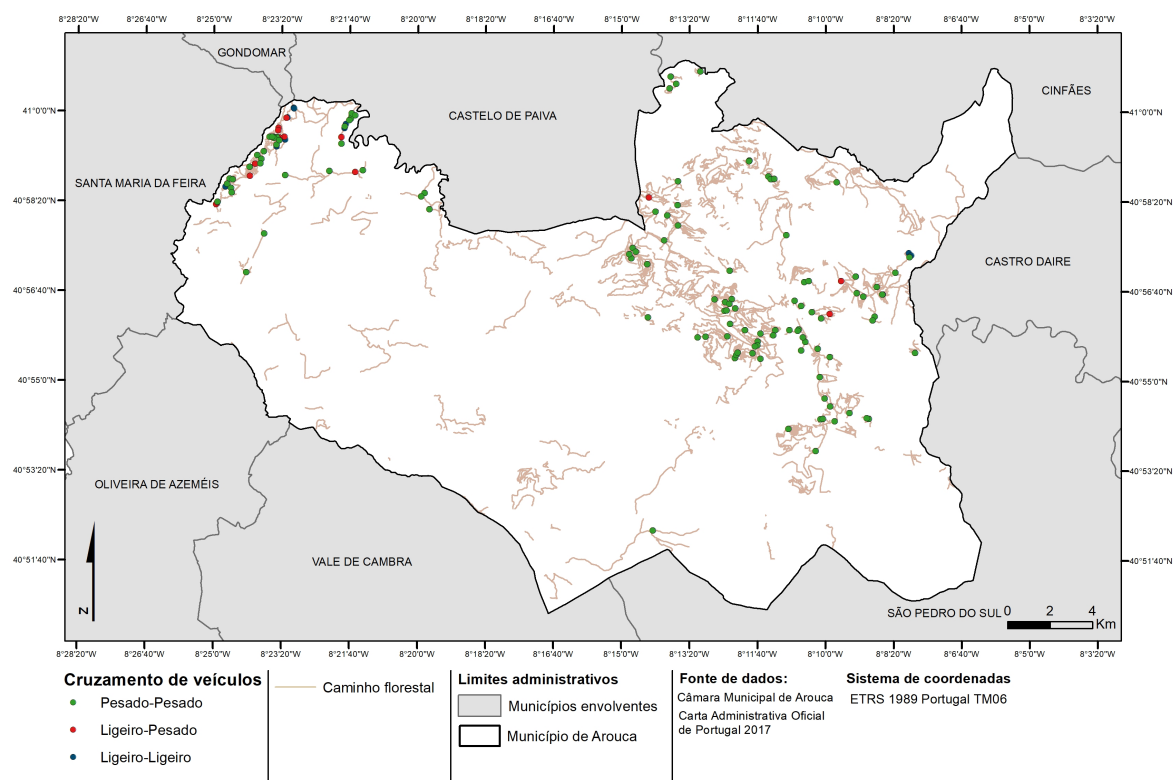 8°28'20"O 8°26'40"O 8°25'0"O 8°23'20"O 8°21'40"O 8°20'0"O 8°18'20"O 8°16'40"O 8°15'0"O 8°13'20"O 8°11'40"O 8°10'0"O 8°8'20"O 8°6'40"O 8°5'0"O 8°3'20"O
GONDOMAR
CINFÃES
41°0'0"N 41°0'0"N
CASTELO DE PAIVA
SANTA MARIA DA FEIRA
40°58'20"N 40°58'20"N
CASTRO DAIRE
40°56'40"N 40°56'40"N
40°55'0"N 40°55'0"N
40°53'20"N 40°53'20"N
OLIVEIRA DE AZEMÉIS
40°51'40"N 40°51'40"N
VALE DE CAMBRA
N
SÃO PEDRO DO SUL
0 2 4
Km
8°28'20"O 8°26'40"O 8°25'0"O 8°23'20"O 8°21'40"O 8°20'0"O 8°18'20"O 8°16'40"O 8°15'0"O 8°13'20"O 8°11'40"O 8°10'0"O 8°8'20"O 8°6'40"O 8°5'0"O 8°3'20"O
Cruzamento de veículos
Pesado-Pesado
Ligeiro-Pesado
Ligeiro-Ligeiro
Caminho florestal
Limites administrativos
Municípios envolventes
Município de Arouca
Fonte de dados:
Câmara Municipal de Arouca
Carta Administrativa Oficial
de Portugal 2017
Sistema de coordenadas
ETRS 1989 Portugal TM06